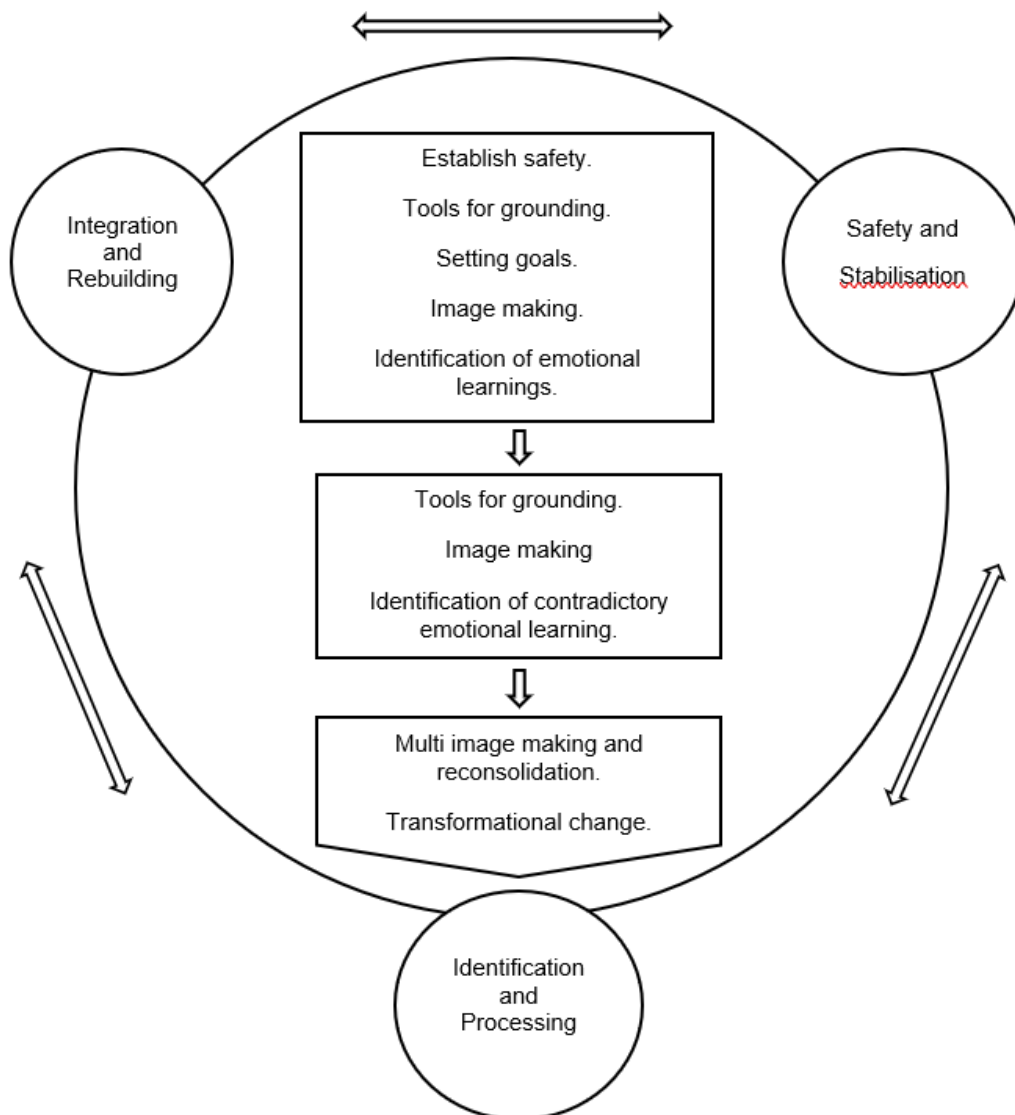 Establish safety.
Tools for grounding.
Setting goals.
Image making.
Identification of emotional
learnings.
Integration
and
Rebuilding
Safety and
Stabilisation
Tools for grounding.
Image making
Identification of contradictory
emotional learning.
Multi image making and
reconsolidation.
Transformational change.
Identification
and
Processing